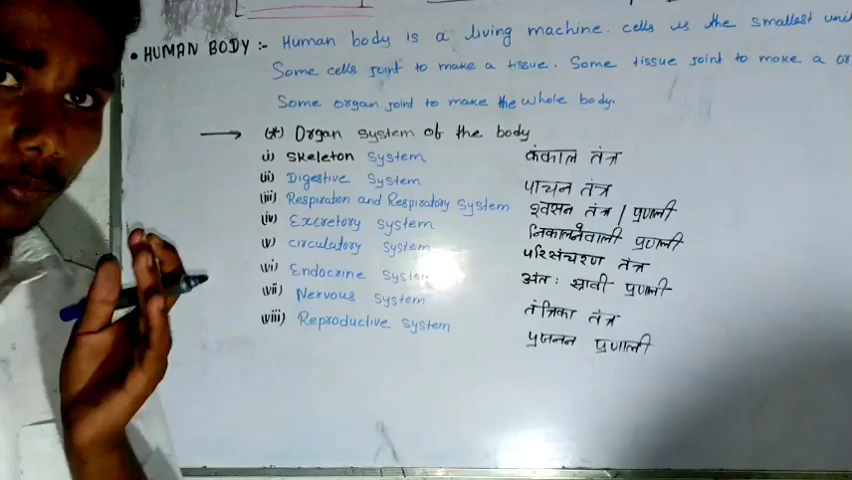 • HUMAN BODY :- Human body is a living machine. cells is the smallest unit
Some cells joint to make a tissue. Some tissue joint to make a or
Some organ joint to make the whole body.
→ (*) Organ system of the body
(i) Skeleton system कंकाल तंत्र
(ii) Digestive system पाचन तंत्र
(iii) Respiration and Respiratory system श्वसन तंत्र / प्रणाली
(iv) Excretory system निकालनेवाली प्रणाली
(v) circulatory system परिसंचरण तंत्र
(vi) Endocrine system अंत: स्रावी प्रणाली
(vii) Nervous system तंत्रिका तंत्र
(viii) Reproductive system प्रजनन प्रणाली